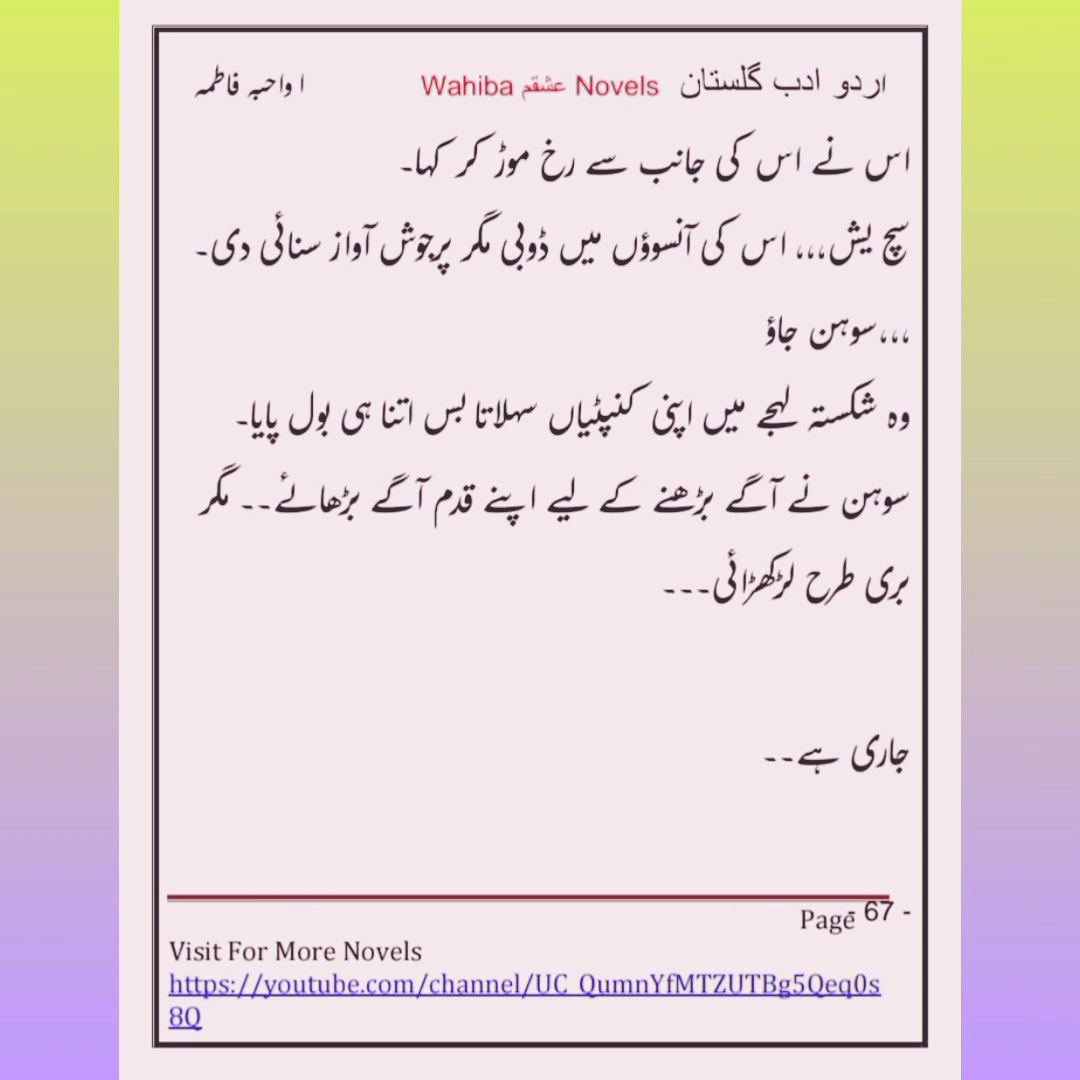 اردو ادب گلستان Wahiba عشقم Novels ا واحبہ فاطمہ
اس نے اس کی جانب سے رخ موڑ کر کہا۔
سچ یش،،، اس کی آنسوؤں میں ڈوبی مگر پرجوش آواز سنائی دی۔
،،،سوہن جاؤ
وہ شکستہ لہجے میں اپنی کنپٹیاں سہلاتا بس اتنا ہی بول پایا۔
سوہن نے آگے بڑھنے کے لیے اپنے قدم آگے بڑھائے۔۔ مگر
بری طرح لڑکھڑائی۔۔۔
جاری ہے۔۔
Page - 67 -
Visit For More Novels
https://youtube.com/channel/UC_QumnYfMTZUTBg5Qeq0s
8Q